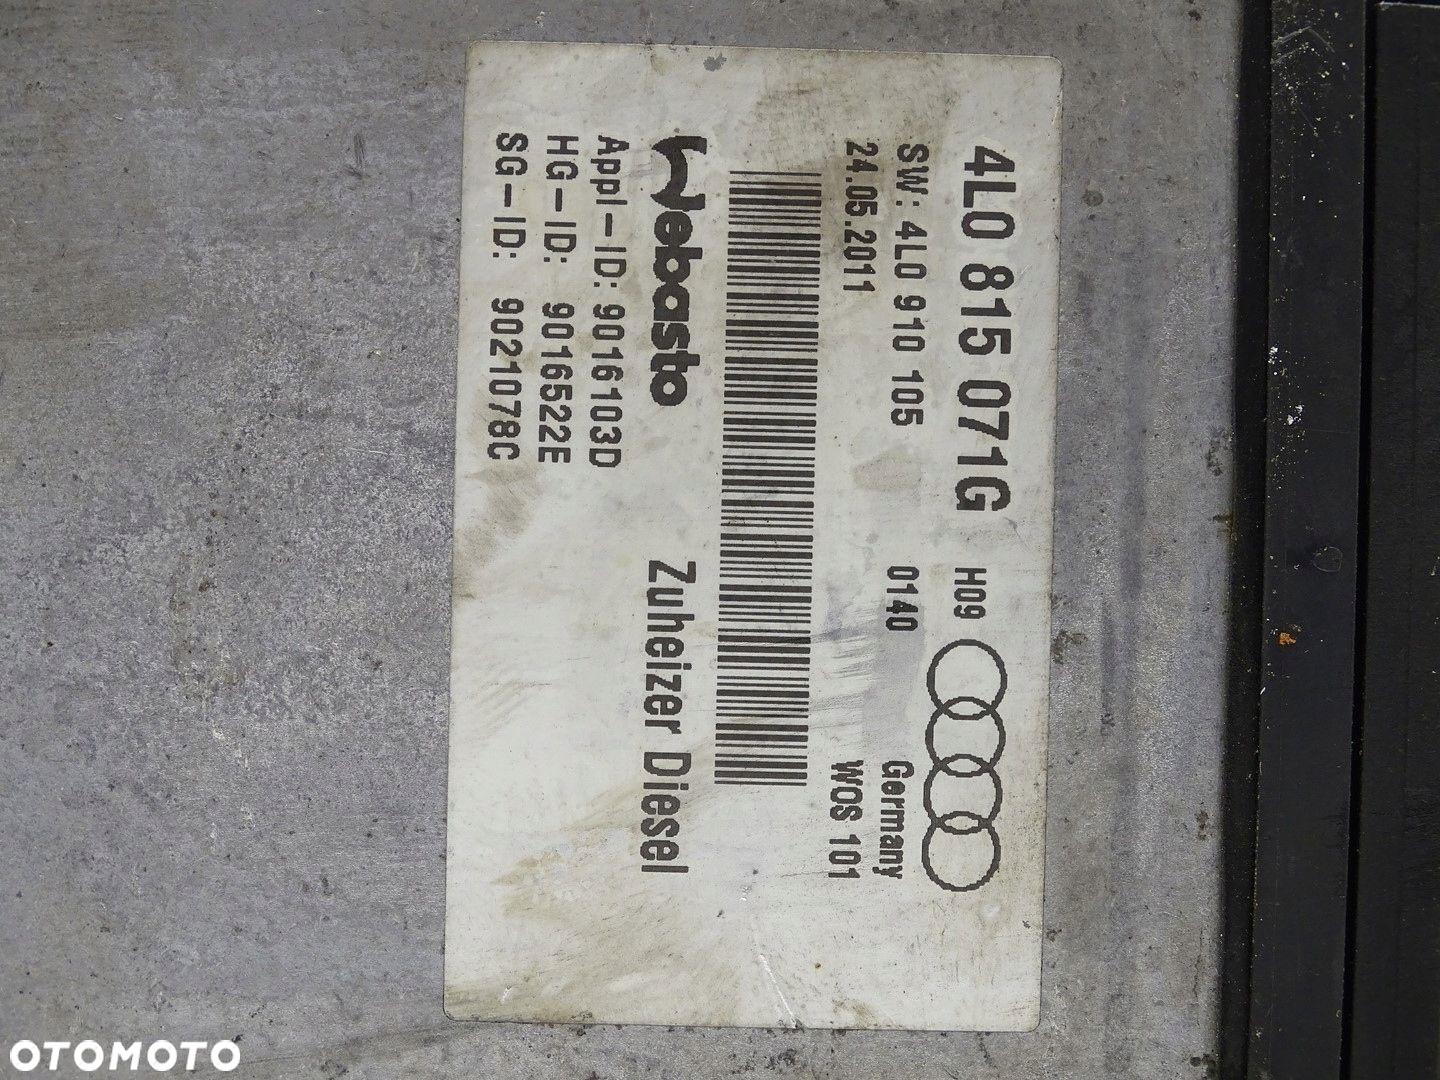 4L0 815 071G H09
SW: 4L0 910 105 0140 Germany
24.05.2011 WOS 101
Webasto Zuheizer Diesel
Appl-ID: 9016103D
HG-ID: 9016522E
SG-ID: 9021078C
OTOMOTO